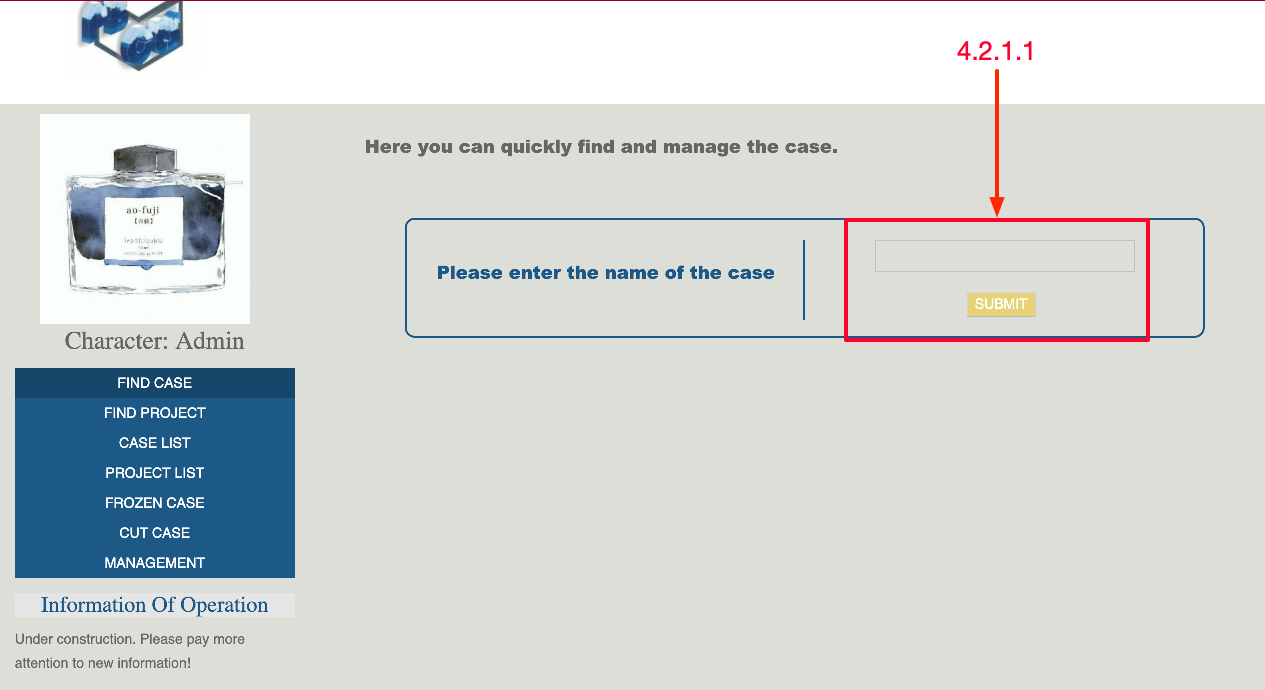 4.2.1.1
Here you can quickly find and manage the case.
ao-fuji
Please enter the name of the case
SUBMIT
Character: Admin
FIND CASE
FIND PROJECT
CASE LIST
PROJECT LIST
FROZEN CASE
CUT CASE
MANAGEMENT
Information Of Operation
Under construction. Please pay more
attention to new information!